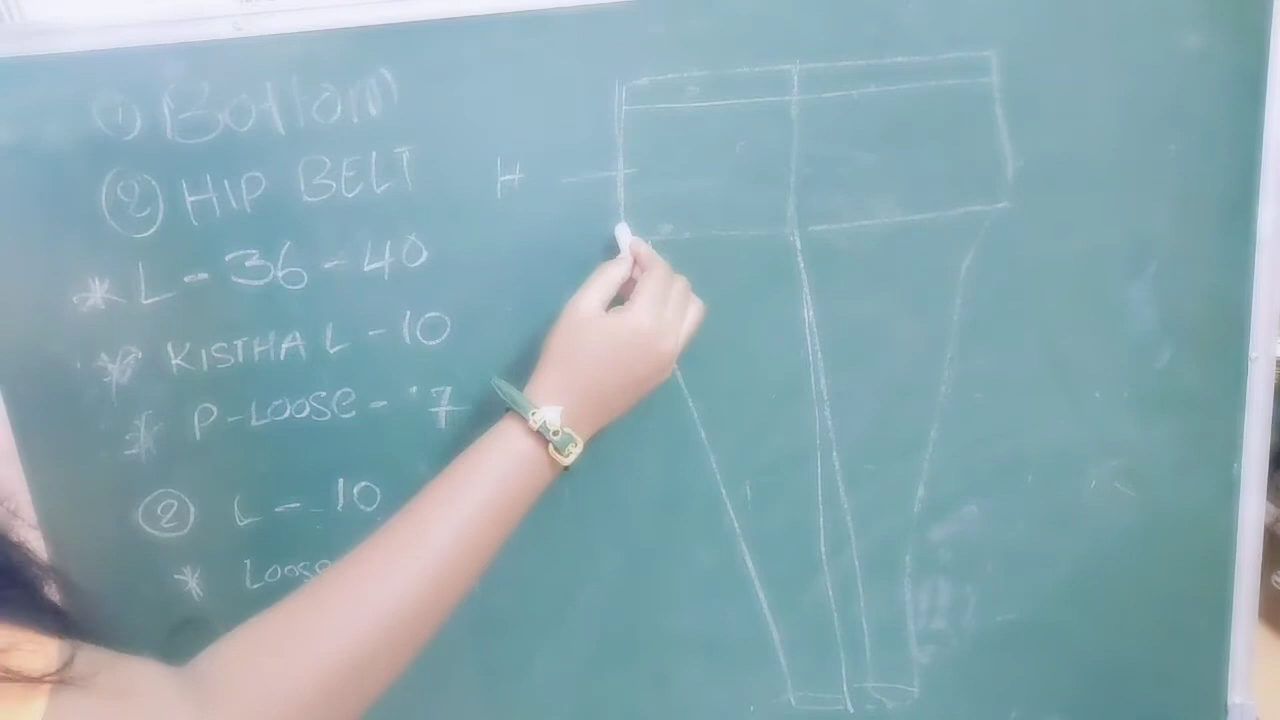 ① Bottom
② HIP BELT
H
* L - 36 - 40
* KISTHA L - 10
* P-LOOSE - 7
② L - 10
* LOOSE